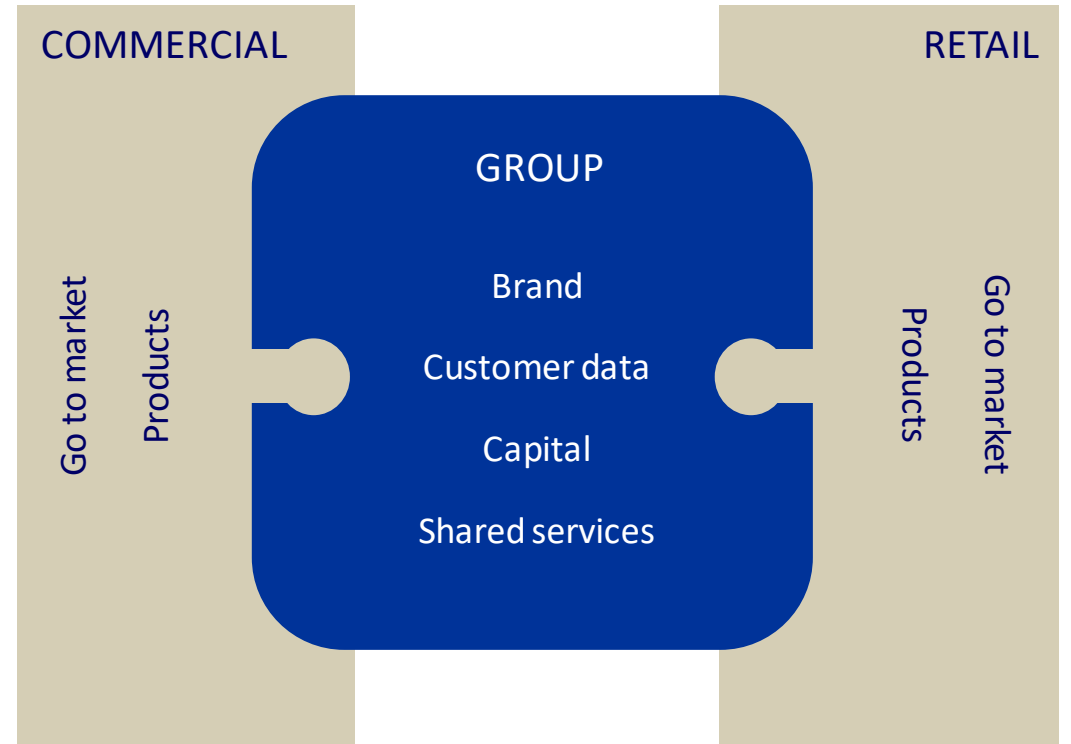 COMMERCIAL
RETAIL
GROUP
Brand
Customer data
Capital
Shared services
Go to market
Products
Products
Go to market